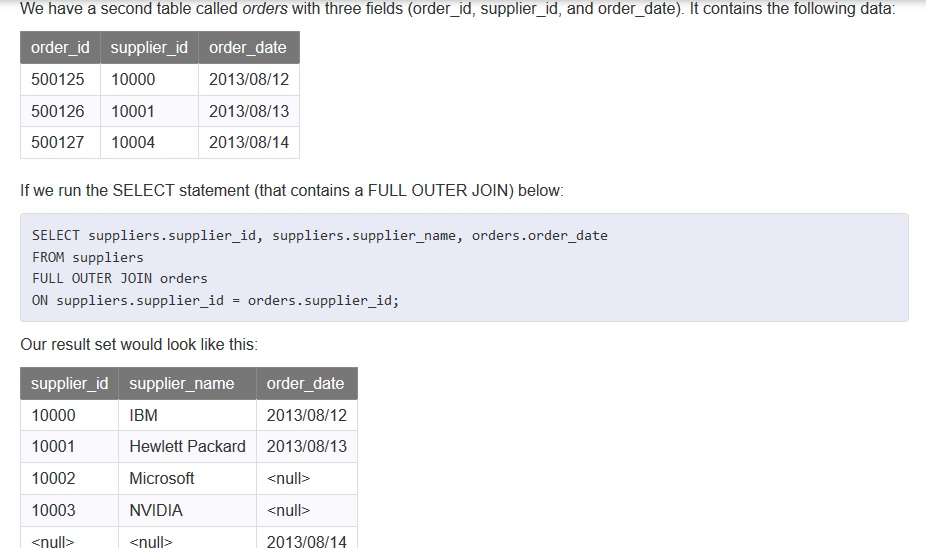 We have a second table called orders with three fields (order_id, supplier_id, and order_date). It contains the following data:
order_id supplier_id order_date
500125 10000 2013/08/12
500126 10001 2013/08/13
500127 10004 2013/08/14
If we run the SELECT statement (that contains a FULL OUTER JOIN) below:
SELECT suppliers.supplier_id, suppliers.supplier_name, orders.order_date
FROM suppliers
FULL OUTER JOIN orders
ON suppliers.supplier_id = orders.supplier_id;
Our result set would look like this:
supplier_id supplier_name order_date
10000 IBM 2013/08/12
10001 Hewlett Packard 2013/08/13
10002 Microsoft <null>
10003 NVIDIA <null>
<null> <null> 2013/08/14